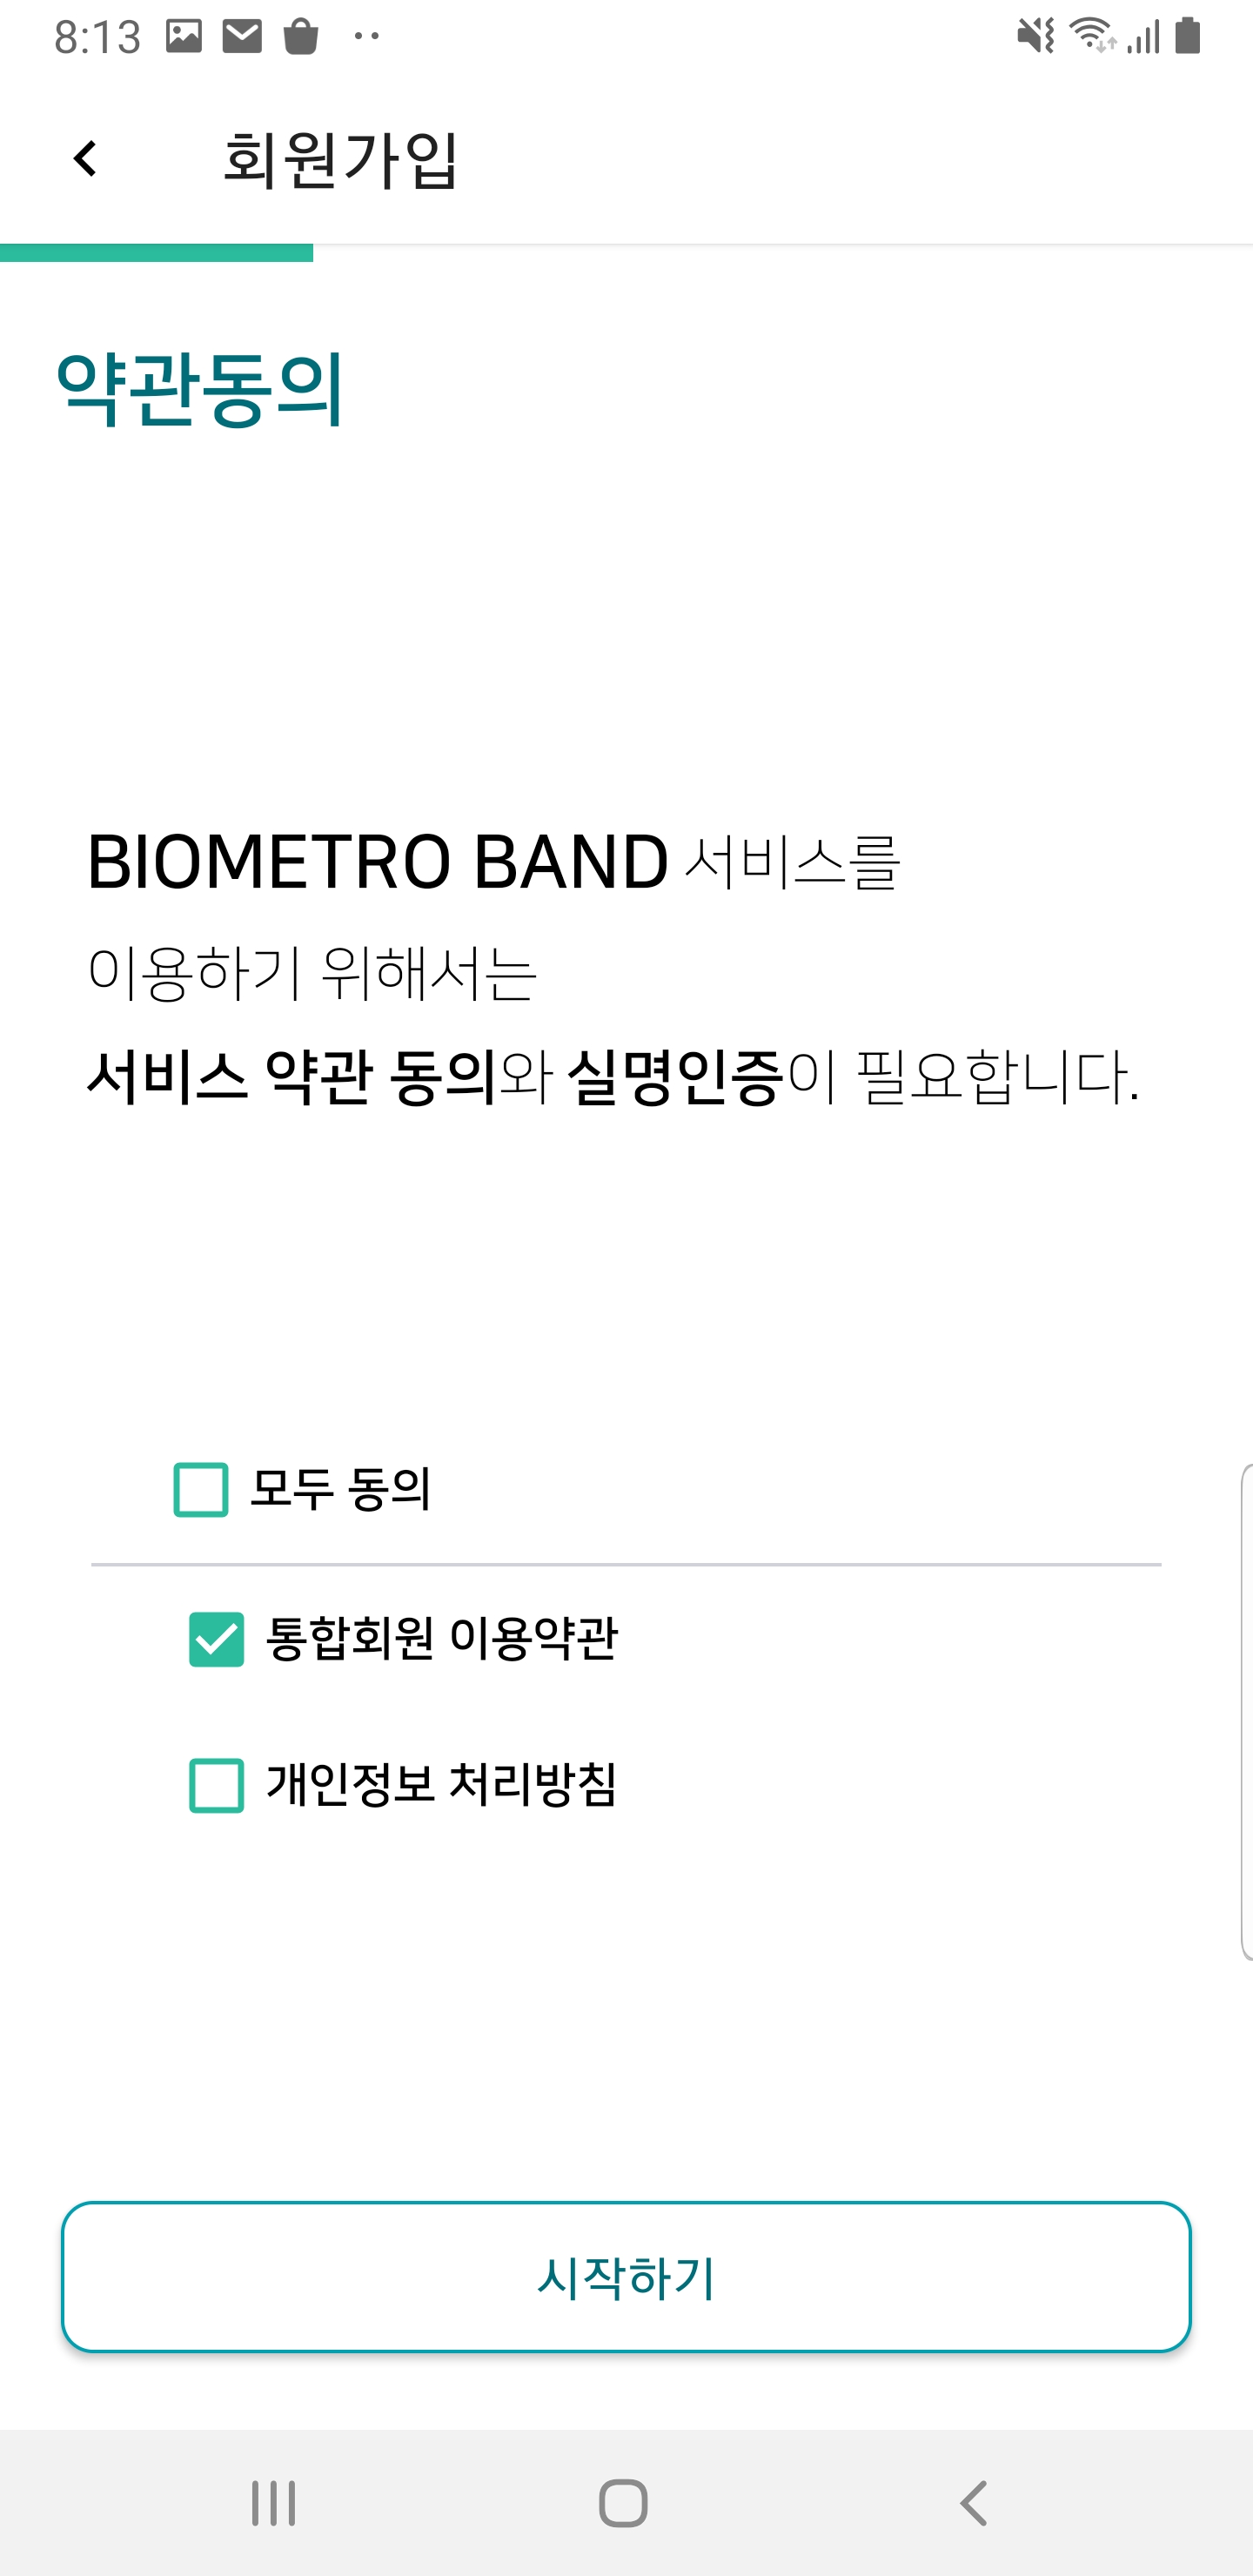 8:13
회원가입
약관동의
BIOMETRO BAND 서비스를
이용하기 위해서는
서비스 약관 동의와 실명인증이 필요합니다.
모두 동의
통합회원 이용약관
개인정보 처리방침
시작하기